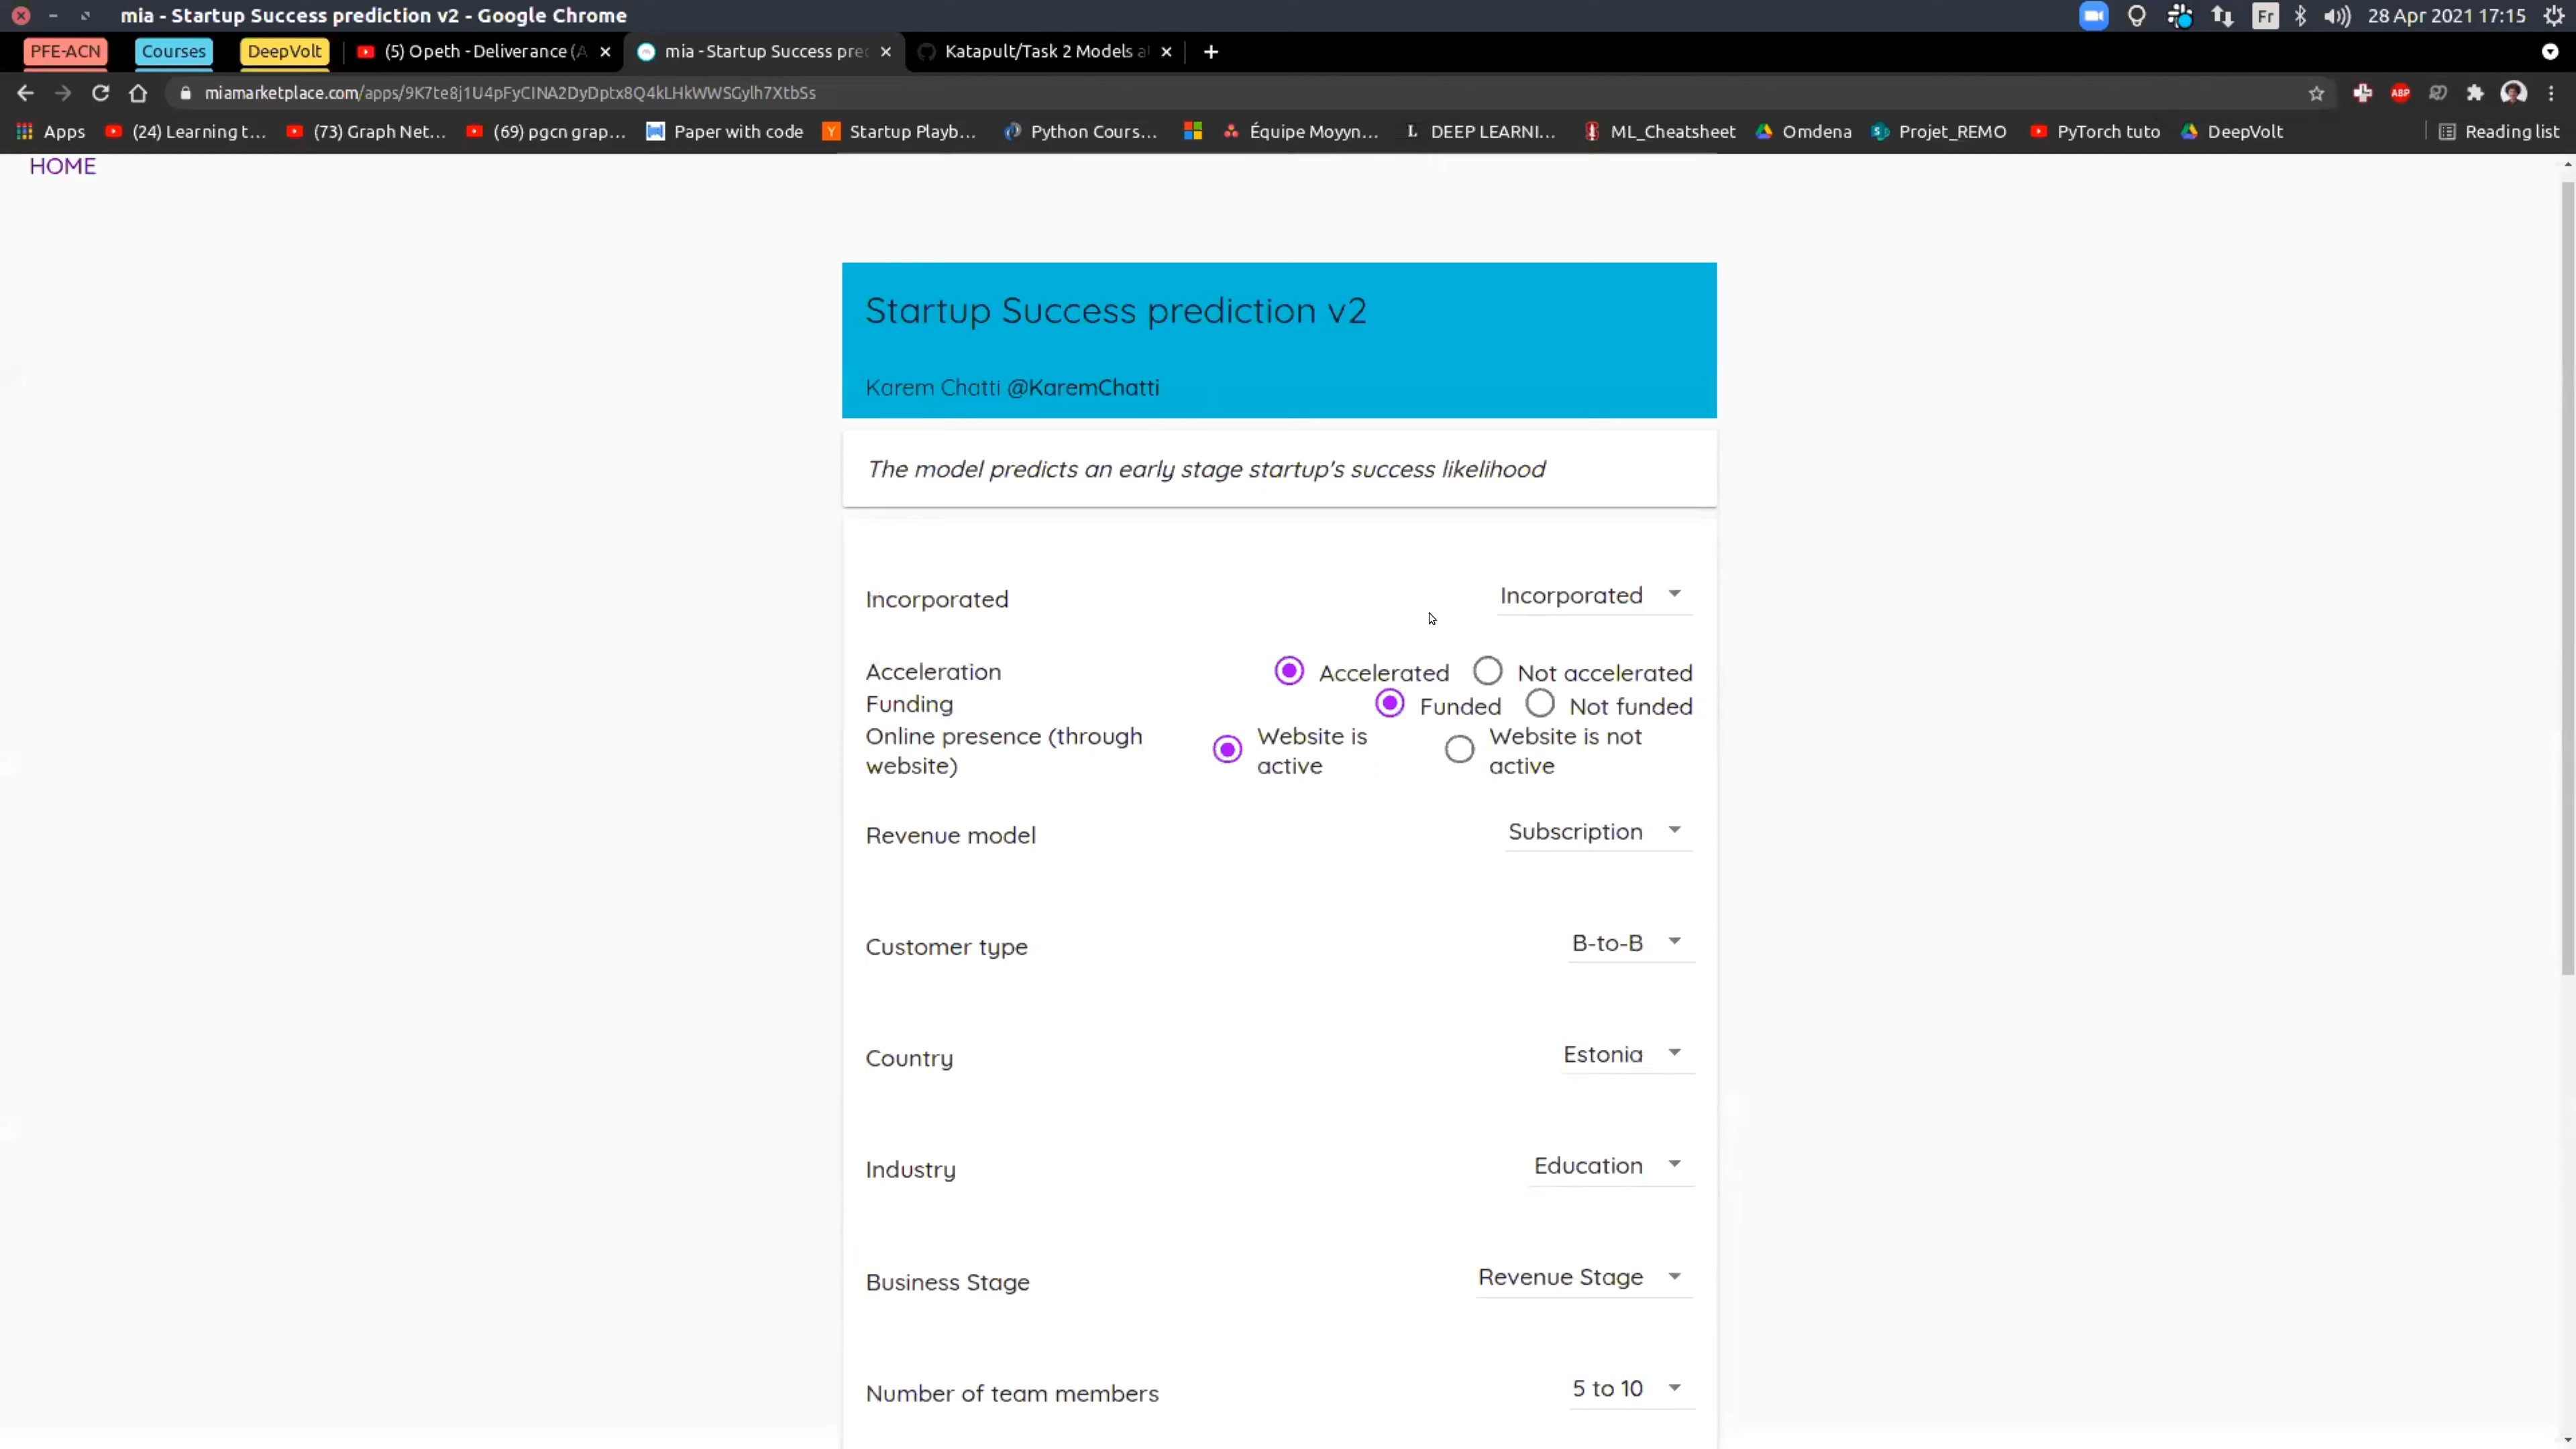 mia - Startup Success prediction v2 - Google Chrome
Fr
28 Apr 2021 17:15
PFE-ACN
Courses
DeepVolt
(5) Opeth - Deliverance (A
mia - Startup Success pred
Katapult/Task 2 Models a
miamarketplace.com/apps/9K7te8j1U4pFyCINA2DyDptx8Q4kLHkWWSGylh7XtbSs
ABP
Apps
(24) Learning t...
(73) Graph Net...
(69) pgcn grap...
Paper with code
Y
Startup Playb...
Python Cours...
Équipe Moyyn...
L
DEEP LEARNI...
ML_Cheatsheet
Omdena
S
Projet_REMO
PyTorch tuto
DeepVolt
Reading list
HOME
Startup Success prediction v2
Karem Chatti @KaremChatti
The model predicts an early stage startup's success likelihood
Incorporated
Incorporated
Acceleration
Accelerated
Not accelerated
Funding
Funded
Not funded
Online presence (through
website)
Website is
active
Website is not
active
Revenue model
Subscription
Customer type
B-to-B
Country
Estonia
Industry
Education
Business Stage
Revenue Stage
Number of team members
5 to 10